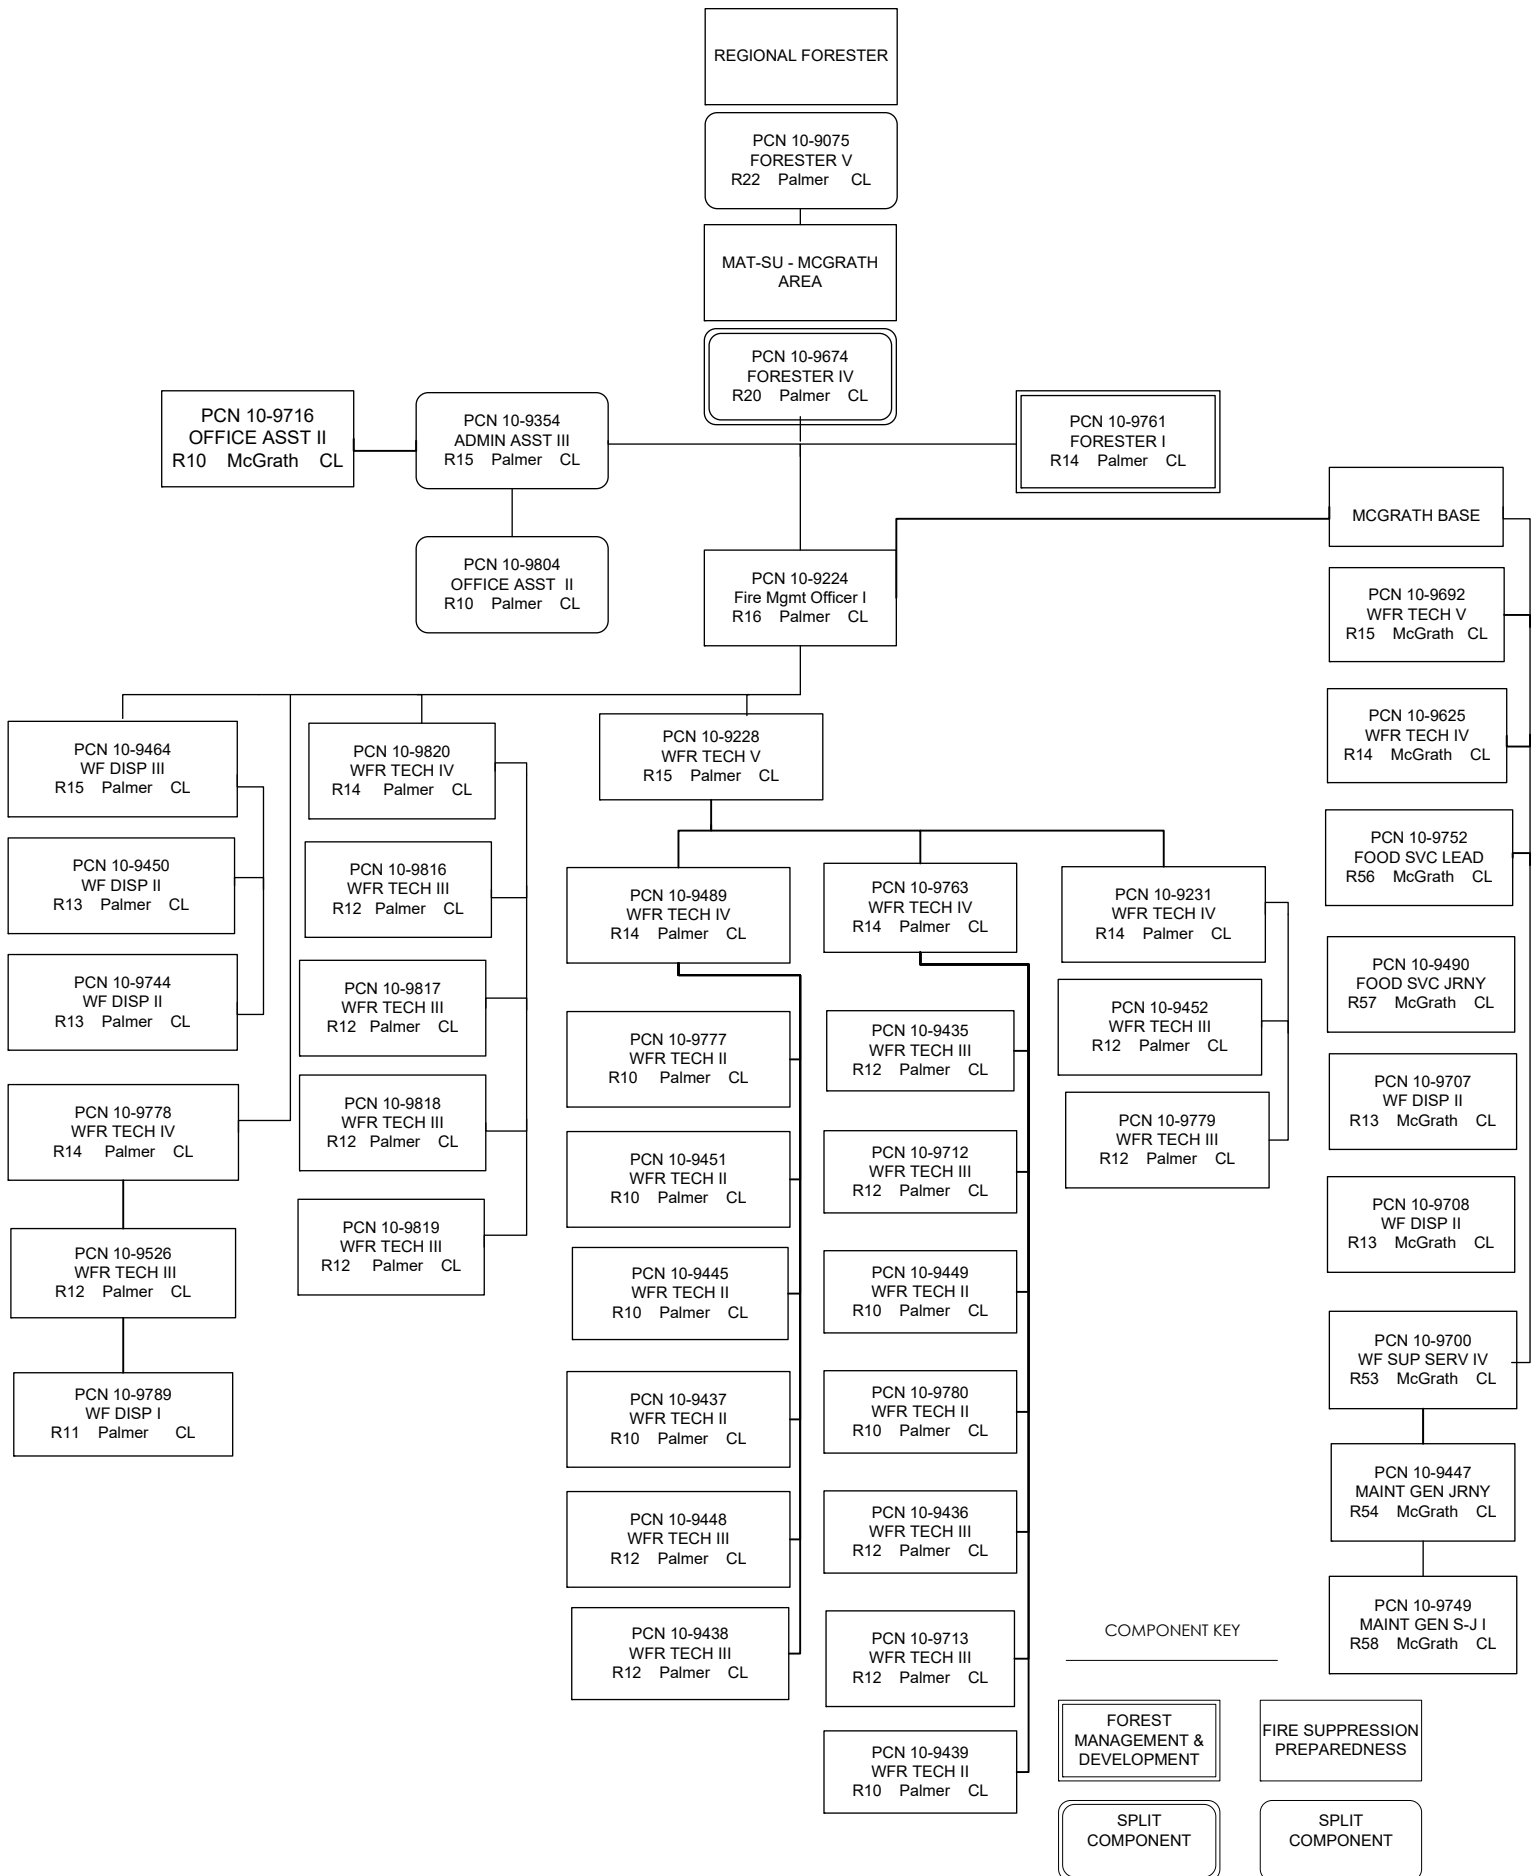 REGIONAL FORESTER
PCN 10-9075
FORESTER V
R22 Palmer CL
MAT-SU - MCGRATH
AREA
PCN 10-9674
FORESTER IV
R20 Palmer CL
PCN 10-9716
OFFICE ASST II
R10 McGrath CL
PCN 10-9354
ADMIN ASST III
R15 Palmer CL
PCN 10-9761
FORESTER I
R14 Palmer CL
PCN 10-9804
OFFICE ASST II
R10 Palmer CL
PCN 10-9224
Fire Mgmt Officer I
R16 Palmer CL
MCGRATH BASE
PCN 10-9692
WFR TECH V
R15 McGrath CL
PCN 10-9625
WFR TECH IV
R14 McGrath CL
PCN 10-9752
FOOD SVC LEAD
R56 McGrath CL
PCN 10-9490
FOOD SVC JRNY
R57 McGrath CL
PCN 10-9707
WF DISP II
R13 McGrath CL
PCN 10-9708
WF DISP II
R13 McGrath CL
PCN 10-9700
WF SUP SERV IV
R53 McGrath CL
PCN 10-9447
MAINT GEN JRNY
R54 McGrath CL
PCN 10-9749
MAINT GEN S-J I
R58 McGrath CL
PCN 10-9464
WF DISP III
R15 Palmer CL
PCN 10-9450
WF DISP II
R13 Palmer CL
PCN 10-9744
WF DISP II
R13 Palmer CL
PCN 10-9778
WFR TECH IV
R14 Palmer CL
PCN 10-9526
WFR TECH III
R12 Palmer CL
PCN 10-9789
WF DISP I
R11 Palmer CL
PCN 10-9820
WFR TECH IV
R14 Palmer CL
PCN 10-9816
WFR TECH III
R12 Palmer CL
PCN 10-9817
WFR TECH III
R12 Palmer CL
PCN 10-9818
WFR TECH III
R12 Palmer CL
PCN 10-9819
WFR TECH III
R12 Palmer CL
PCN 10-9228
WFR TECH V
R15 Palmer CL
PCN 10-9489
WFR TECH IV
R14 Palmer CL
PCN 10-9777
WFR TECH II
R10 Palmer CL
PCN 10-9451
WFR TECH II
R10 Palmer CL
PCN 10-9445
WFR TECH II
R10 Palmer CL
PCN 10-9437
WFR TECH II
R10 Palmer CL
PCN 10-9448
WFR TECH III
R12 Palmer CL
PCN 10-9438
WFR TECH III
R12 Palmer CL
PCN 10-9763
WFR TECH IV
R14 Palmer CL
PCN 10-9435
WFR TECH III
R12 Palmer CL
PCN 10-9712
WFR TECH III
R12 Palmer CL
PCN 10-9449
WFR TECH II
R10 Palmer CL
PCN 10-9780
WFR TECH II
R10 Palmer CL
PCN 10-9436
WFR TECH III
R12 Palmer CL
PCN 10-9713
WFR TECH III
R12 Palmer CL
PCN 10-9439
WFR TECH II
R10 Palmer CL
PCN 10-9231
WFR TECH IV
R14 Palmer CL
PCN 10-9452
WFR TECH III
R12 Palmer CL
PCN 10-9779
WFR TECH III
R12 Palmer CL
COMPONENT KEY
FOREST
MANAGEMENT &
DEVELOPMENT
FIRE SUPPRESSION
PREPAREDNESS
SPLIT
COMPONENT
SPLIT
COMPONENT